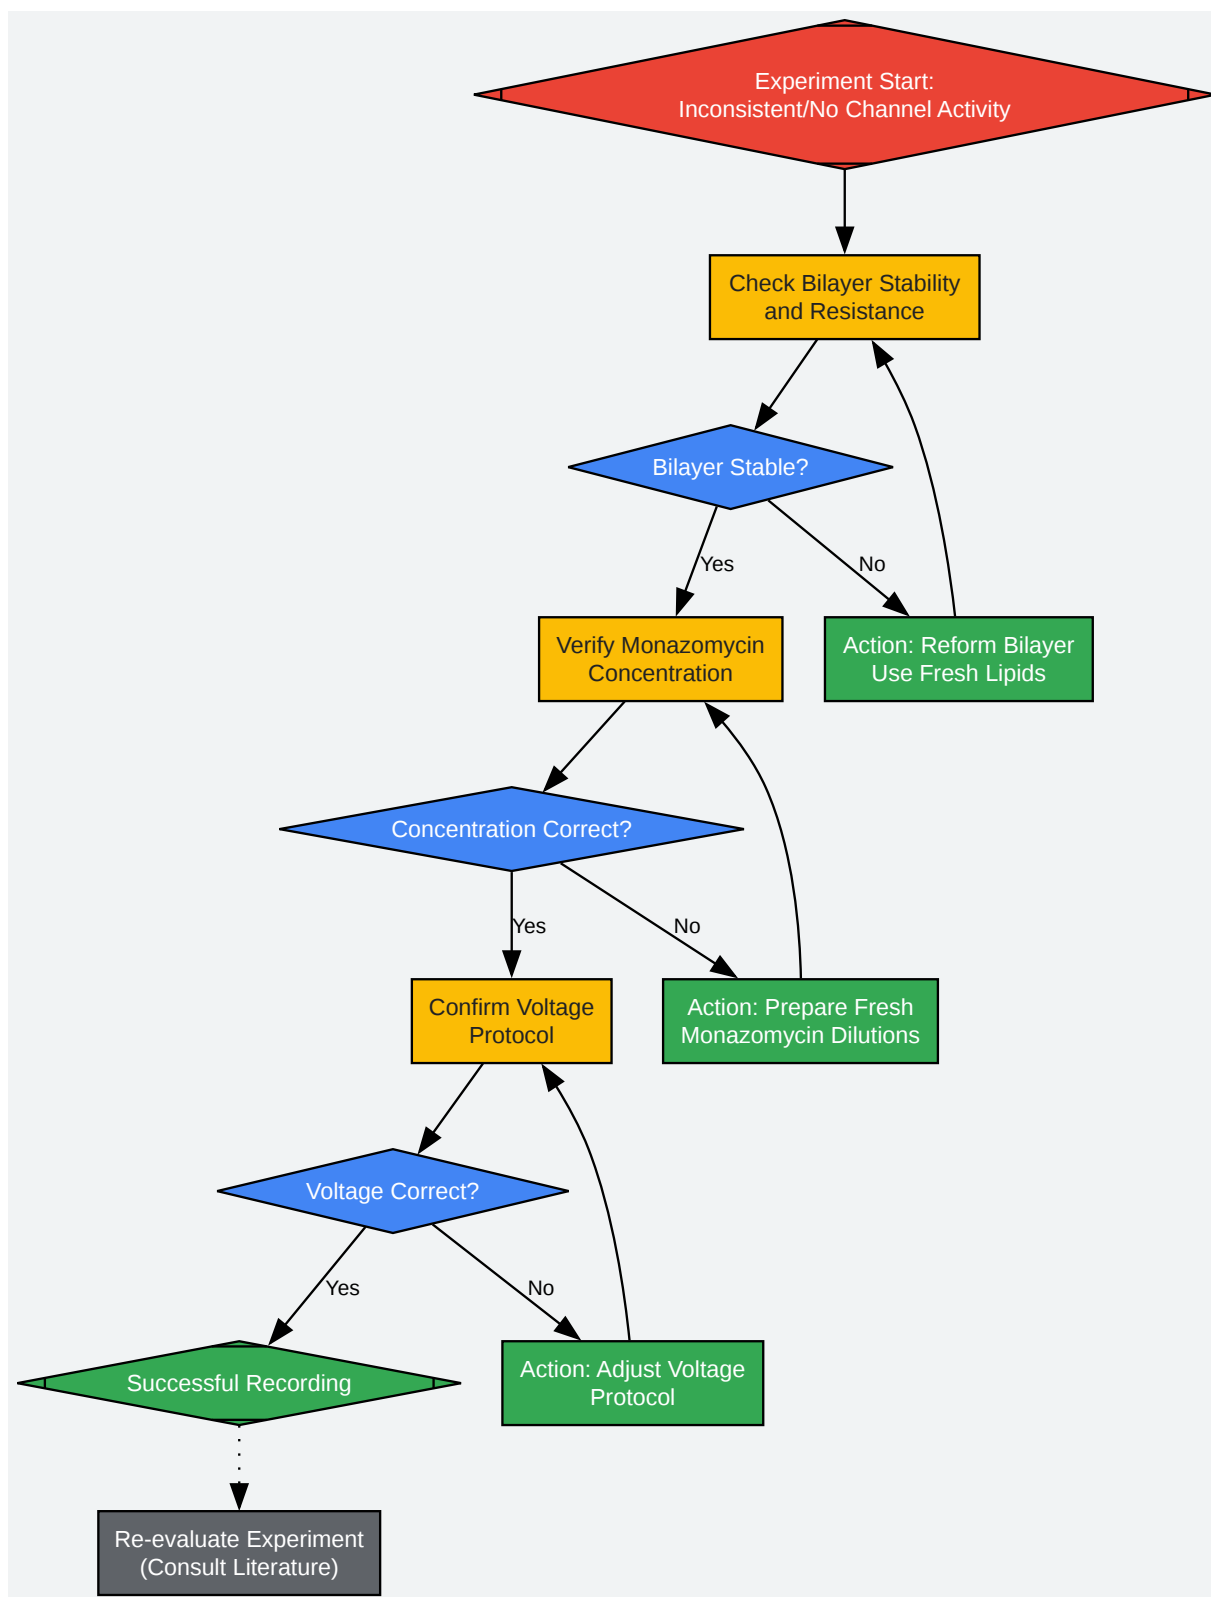 Experiment Start:
Inconsistent/No Channel Activity
Check Bilayer Stability
and Resistance
Bilayer Stable?
Yes
No
Verify Monazomycin
Concentration
Action: Reform Bilayer
Use Fresh Lipids
Concentration Correct?
Yes
No
Confirm Voltage
Protocol
Action: Prepare Fresh
Monazomycin Dilutions
Voltage Correct?
Yes
No
Successful Recording
Action: Adjust Voltage
Protocol
Re-evaluate Experiment
(Consult Literature)